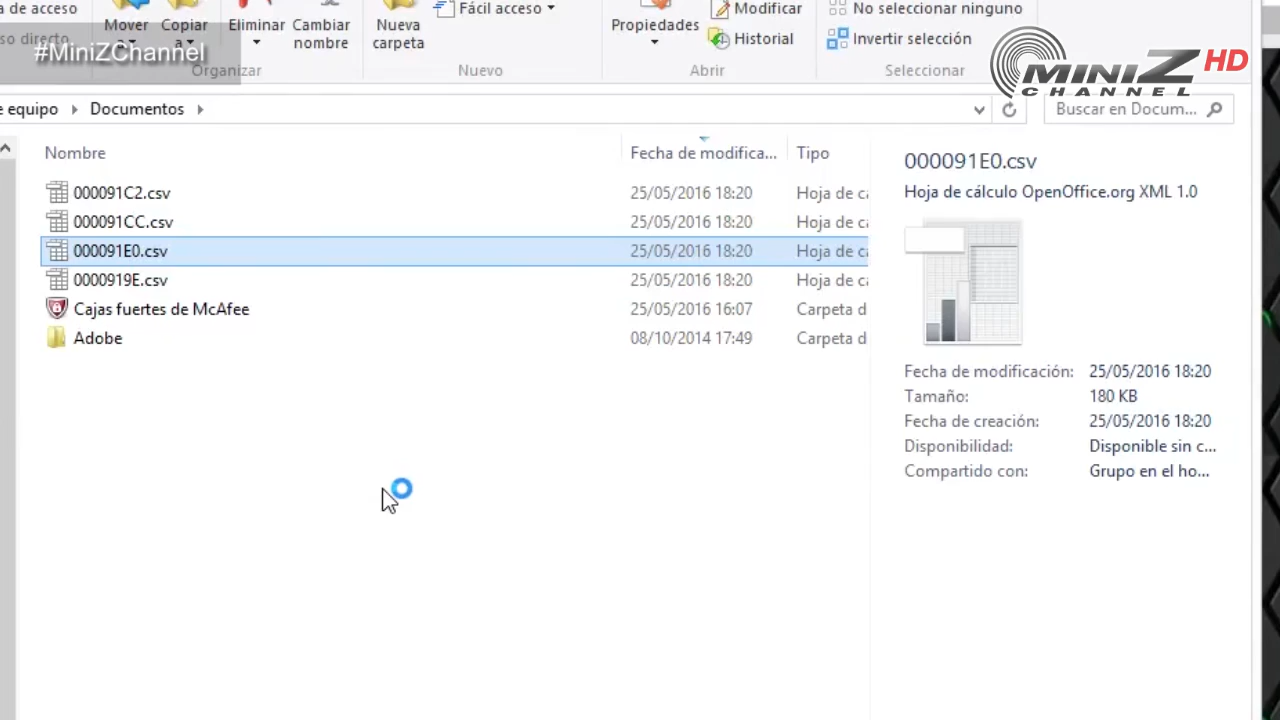 a de acceso
so directo
Mover
a
Copiar
a
Eliminar
Cambiar
nombre
Organizar
Nueva
carpeta
Fácil acceso
Nuevo
Propiedades
Modificar
Historial
Abrir
No seleccionar ninguno
Invertir selección
Seleccionar
#MiniZChannel
MINIZ HD
CHANNEL
e equipo Documentos
Buscar en Docum...
Nombre Fecha de modifica... Tipo
000091C2.csv 25/05/2016 18:20 Hoja de cá
000091CC.csv 25/05/2016 18:20 Hoja de cá
000091E0.csv 25/05/2016 18:20 Hoja de cá
0000919E.csv 25/05/2016 18:20 Hoja de cá
Cajas fuertes de McAfee 25/05/2016 16:07 Carpeta d
Adobe 08/10/2014 17:49 Carpeta d
000091E0.csv
Hoja de cálculo OpenOffice.org XML 1.0
Fecha de modificación: 25/05/2016 18:20
Tamaño: 180 KB
Fecha de creación: 25/05/2016 18:20
Disponibilidad: Disponible sin c...
Compartido con: Grupo en el ho...